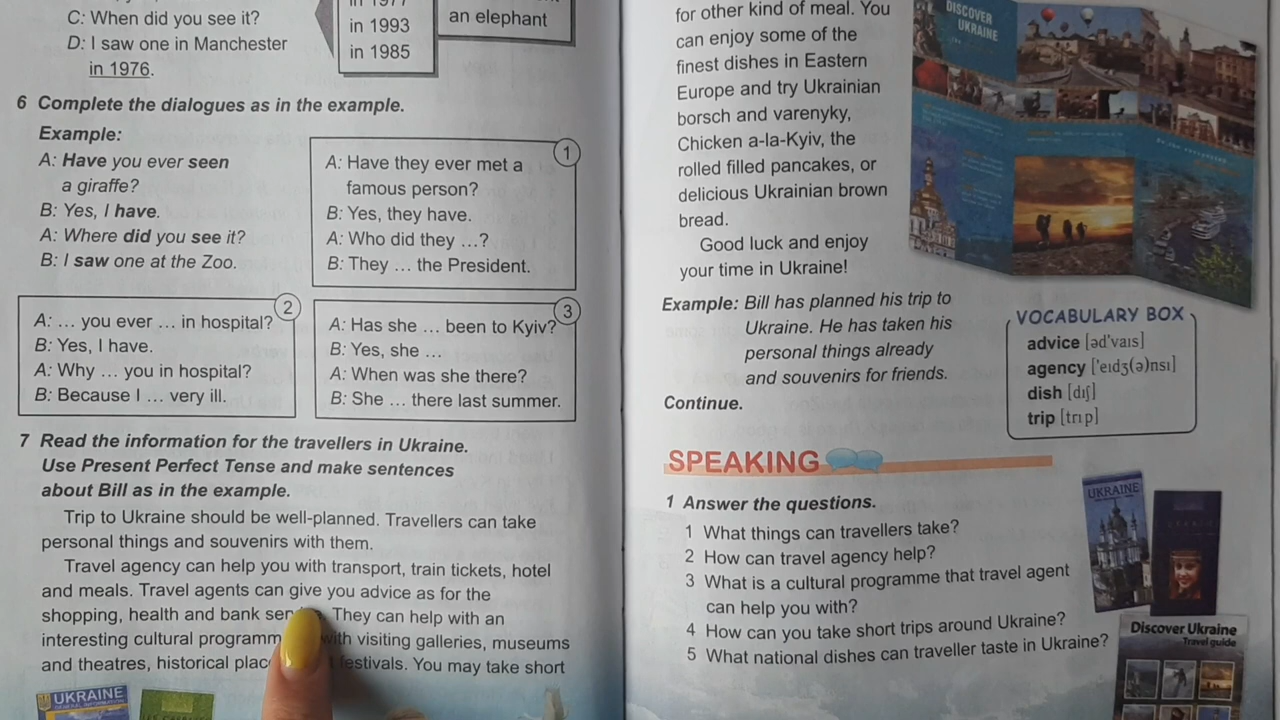 C: When did you see it?
D: I saw one in Manchester
in 1976.
in 1977
in 1993
in 1985
an elephant
6 Complete the dialogues as in the example.
Example:
A: Have you ever seen
a giraffe?
B: Yes, I have.
A: Where did you see it?
B: I saw one at the Zoo.
1
A: Have they ever met a
famous person?
B: Yes, they have.
A: Who did they ...?
B: They ... the President.
2
A: ... you ever ... in hospital?
B: Yes, I have.
A: Why ... you in hospital?
B: Because I ... very ill.
3
A: Has she ... been to Kyiv?
B: Yes, she ...
A: When was she there?
B: She ... there last summer.
7 Read the information for the travellers in Ukraine.
Use Present Perfect Tense and make sentences
about Bill as in the example.
Trip to Ukraine should be well-planned. Travellers can take
personal things and souvenirs with them.
Travel agency can help you with transport, train tickets, hotel
and meals. Travel agents can give you advice as for the
shopping, health and bank They can help with an
interesting cultural with visiting galleries, museums
and theatres, historical festivals. You may take short
UKRAINE
for other kind of meal. You
can enjoy some of the
finest dishes in Eastern
Europe and try Ukrainian
borsch and varenyky,
Chicken a-la-Kyiv, the
rolled filled pancakes, or
delicious Ukrainian brown
bread.
Good luck and enjoy
your time in Ukraine!
Example: Bill has planned his trip to
Ukraine. He has taken his
personal things already
and souvenirs for friends.
Continue.
DISCOVER
UKRAINE
VOCABULARY BOX
advice [əd'vaɪs]
agency ['eɪdʒ(ə)nsɪ]
dish [dɪʃ]
trip [trɪp]
SPEAKING
1 Answer the questions.
1 What things can travellers take?
2 How can travel agency help?
3 What is a cultural programme that travel agent
can help you with?
4 How can you take short trips around Ukraine?
5 What national dishes can traveller taste in Ukraine?
UKRAINE
Discover Ukraine
Travel guide